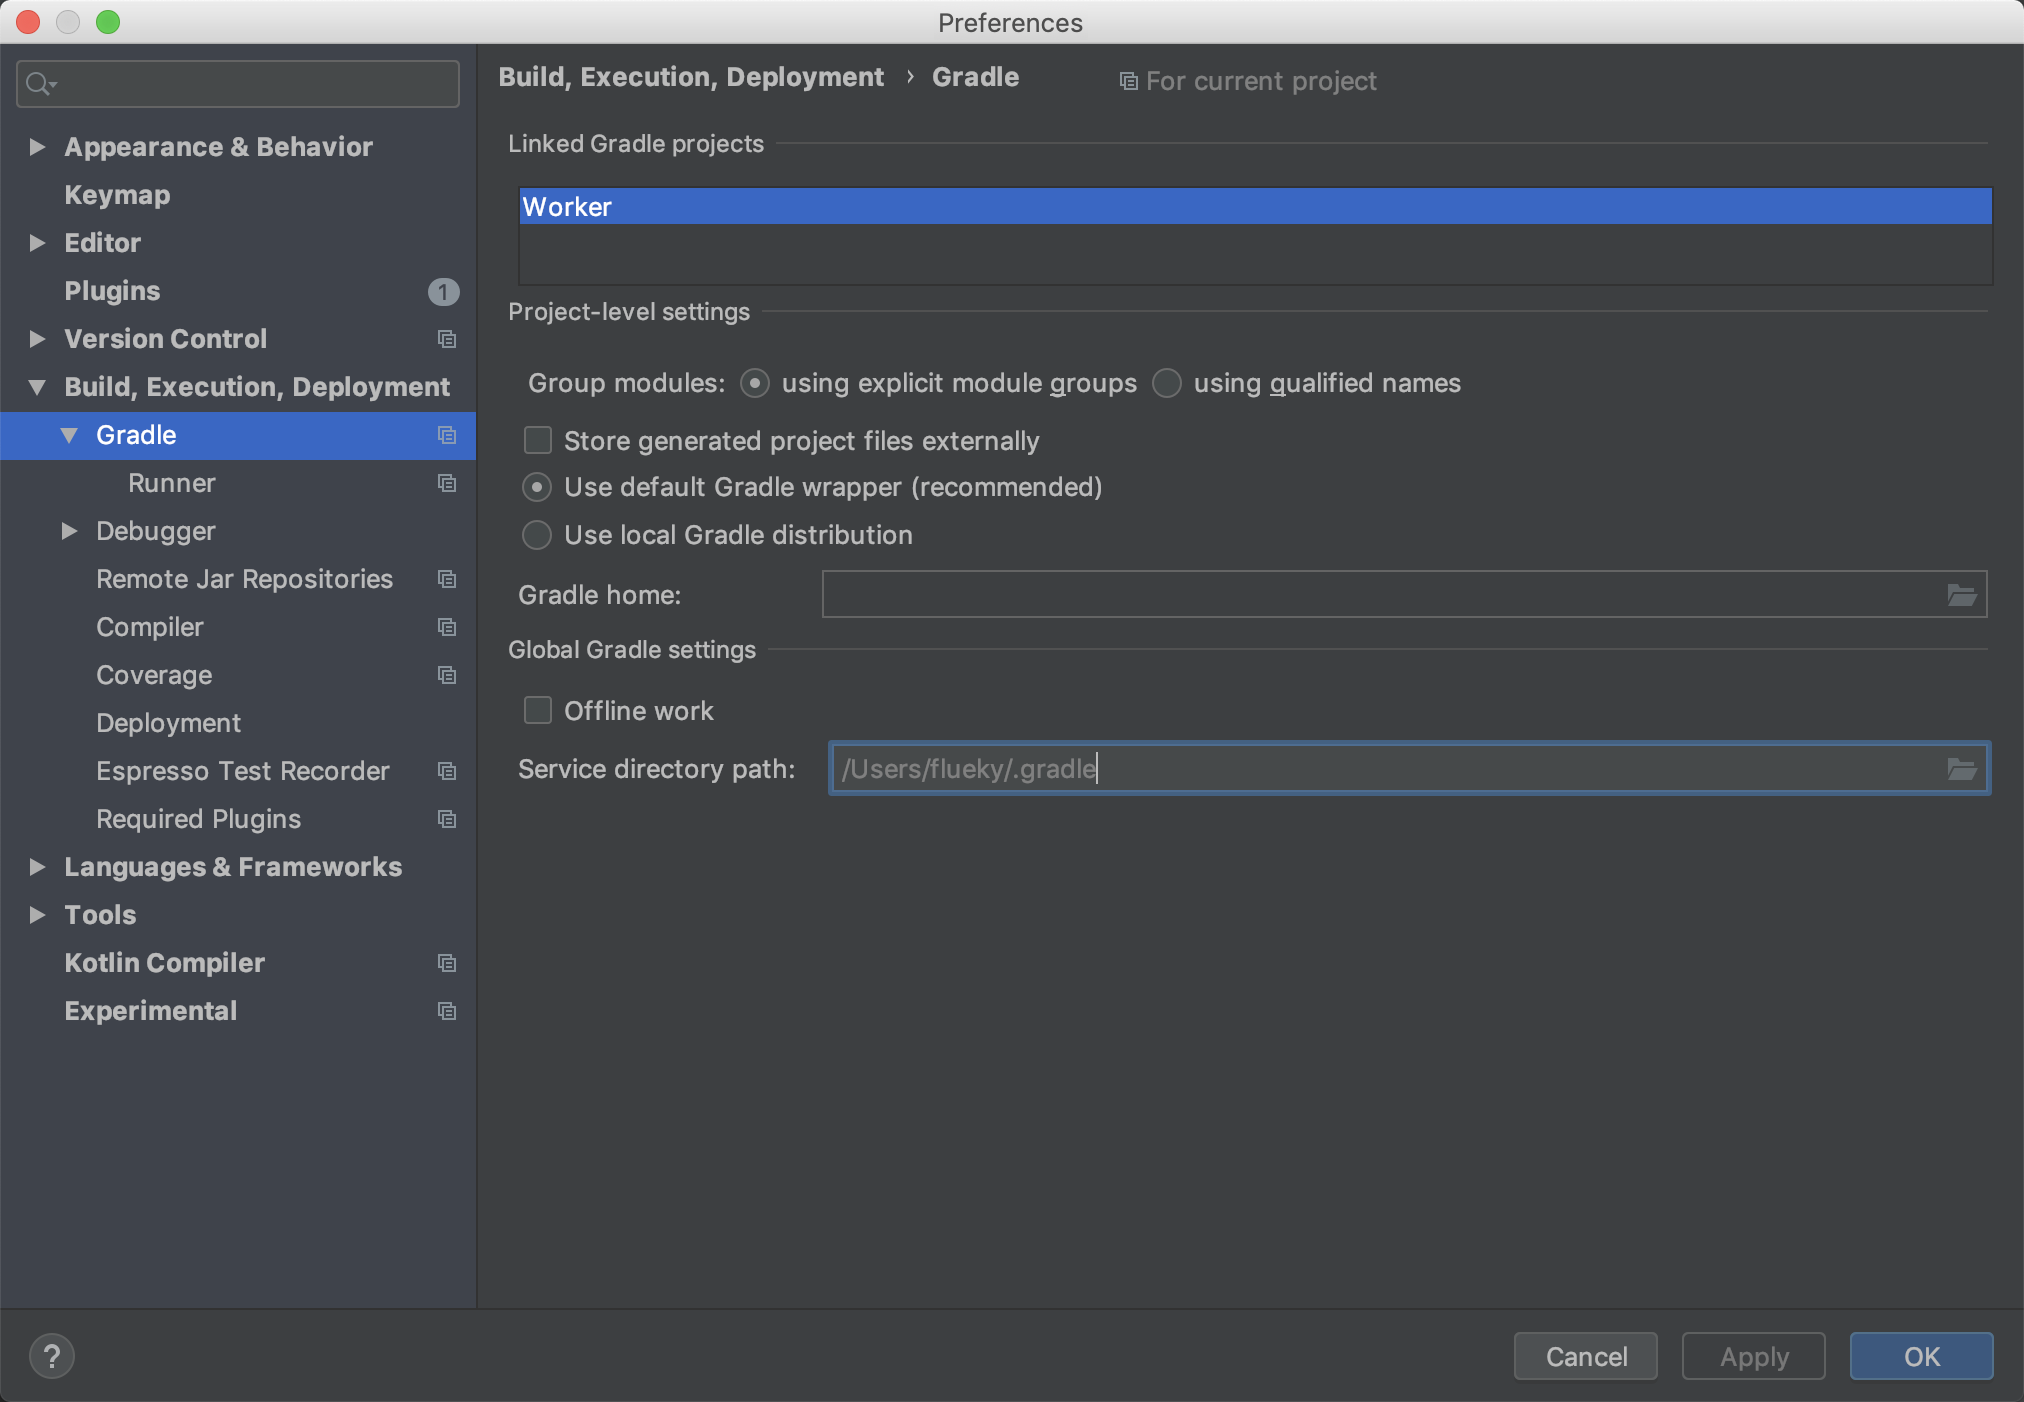 Preferences
Appearance & Behavior
Keymap
Editor
Plugins 1
Version Control
Build, Execution, Deployment
Gradle
Runner
Debugger
Remote Jar Repositories
Compiler
Coverage
Deployment
Espresso Test Recorder
Required Plugins
Languages & Frameworks
Tools
Kotlin Compiler
Experimental
Build, Execution, Deployment › Gradle For current project
Linked Gradle projects
Worker
Project-level settings
Group modules: using explicit module groups using qualified names
Store generated project files externally
Use default Gradle wrapper (recommended)
Use local Gradle distribution
Gradle home:
Global Gradle settings
Offline work
Service directory path: /Users/flueky/.gradle
? Cancel Apply OK